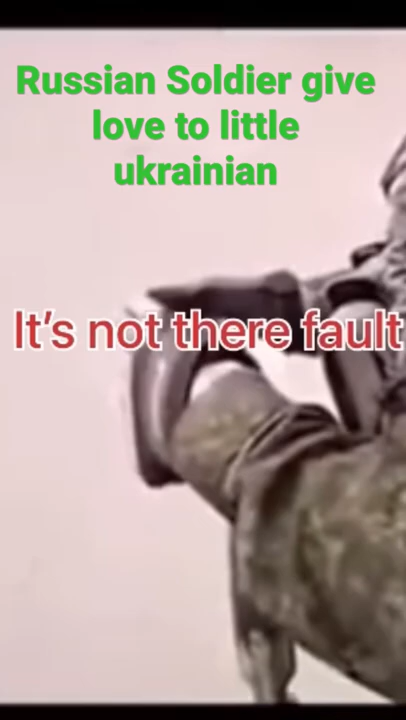 Russian Soldier give
love to little
ukrainian
It's not there fault